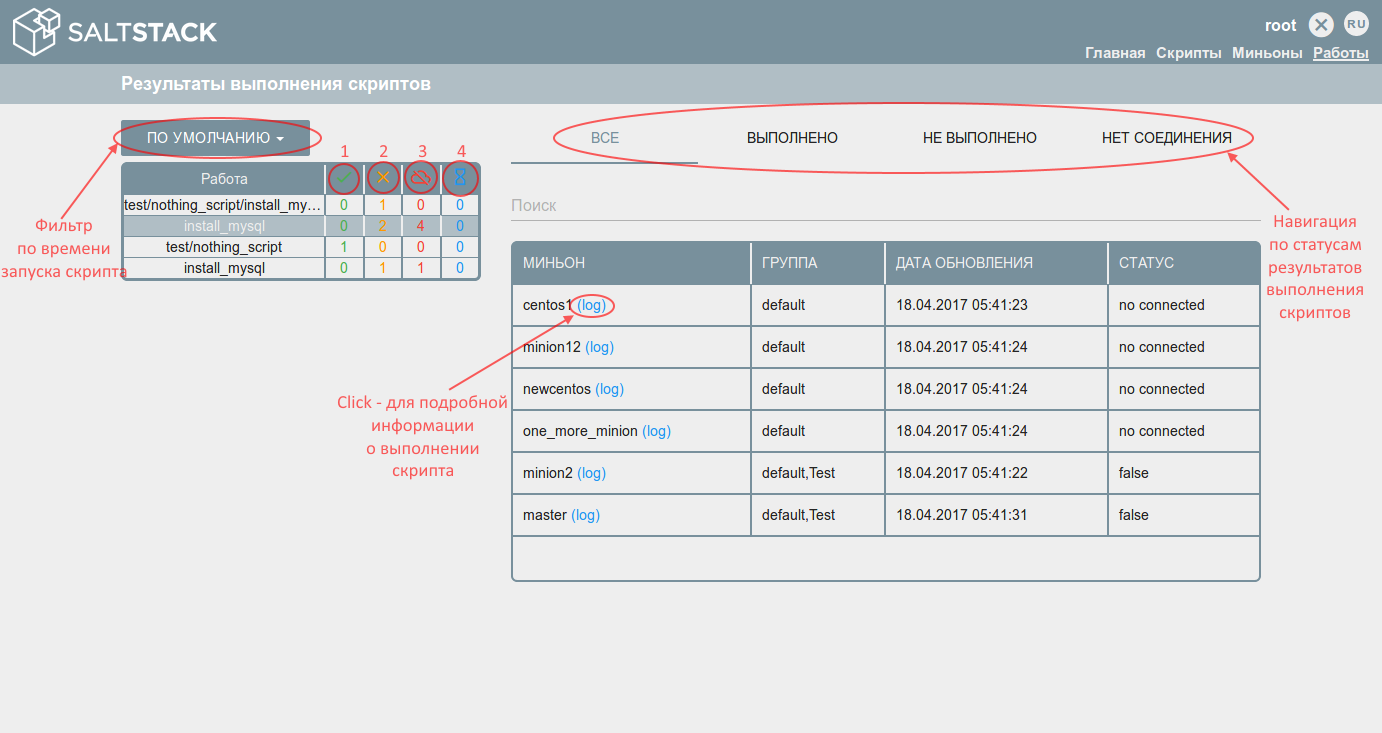 SALTSTACK
root
RU
Главная Скрипты Миньоны Работы
Результаты выполнения скриптов
ПО УМОЛЧАНИЮ
1 2 3 4
Работа
test/nothing_script/install_my… 0 1 0 0
install_mysql 0 2 4 0
test/nothing_script 1 0 0 0
install_mysql 0 1 1 0
Фильтр
по времени
запуска скрипта
ВСЕ ВЫПОЛНЕНО НЕ ВЫПОЛНЕНО НЕТ СОЕДИНЕНИЯ
Поиск
МИНЬОН ГРУППА ДАТА ОБНОВЛЕНИЯ СТАТУС
centos1 (log) default 18.04.2017 05:41:23 no connected
minion12 (log) default 18.04.2017 05:41:24 no connected
newcentos (log) default 18.04.2017 05:41:24 no connected
one_more_minion (log) default 18.04.2017 05:41:24 no connected
minion2 (log) default,Test 18.04.2017 05:41:22 false
master (log) default,Test 18.04.2017 05:41:31 false
Click - для подробной
информации
о выполнении
скрипта
Навигация
по статусам
результатов
выполнения
скриптов